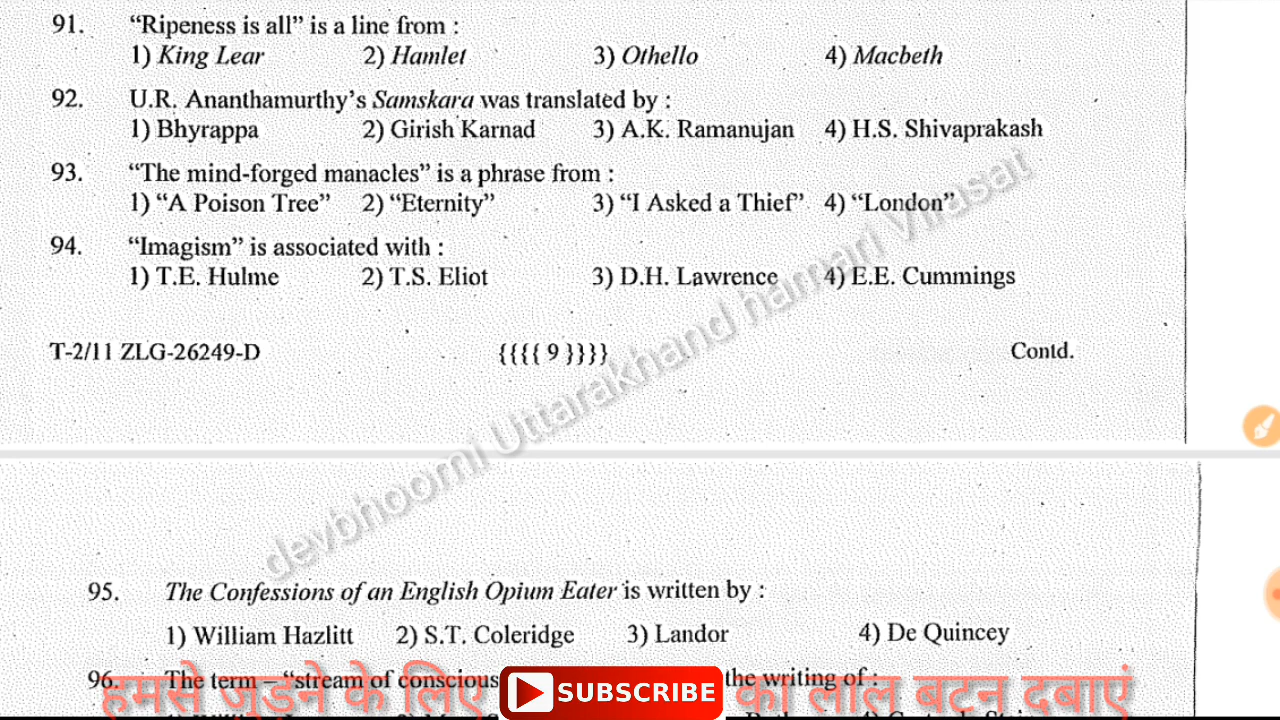 91. “Ripeness is all” is a line from :
1) King Lear 2) Hamlet 3) Othello 4) Macbeth
92. U.R. Ananthamurthy’s Samskara was translated by :
1) Bhyrappa 2) Girish Karnad 3) A.K. Ramanujan 4) H.S. Shivaprakash
93. “The mind-forged manacles” is a phrase from :
1) “A Poison Tree” 2) “Eternity” 3) “I Asked a Thief” 4) “London”
94. “Imagism” is associated with :
1) T.E. Hulme 2) T.S. Eliot 3) D.H. Lawrence 4) E.E. Cummings
T-2/11 ZLG-26249-D {{{{ 9 }}}} Contd.
devbhoomi Uttarakhand hamari Virasat
95. The Confessions of an English Opium Eater is written by :
1) William Hazlitt 2) S.T. Coleridge 3) Landor 4) De Quincey
96. The term – “stream of conscious the writing of :
हमसे जुड़ने के लिए SUBSCRIBE का लाल बटन दबाएं